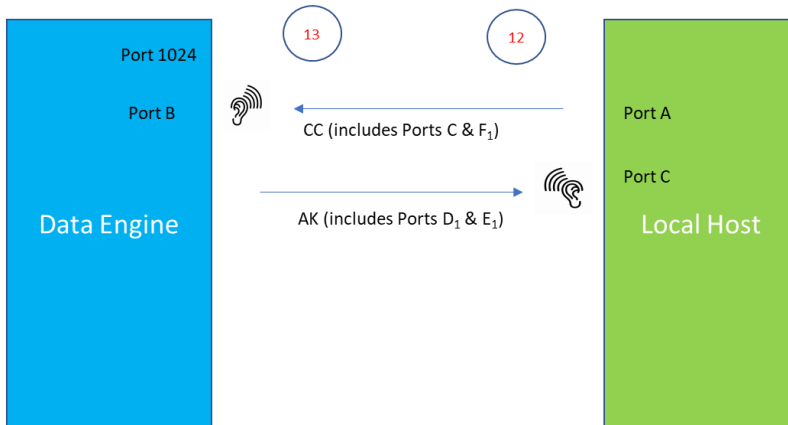 13
12
Port 1024
Port B
Port A
CC (includes Ports C & F₁)
Port C
AK (includes Ports D₁ & E₁)
Data Engine
Local Host